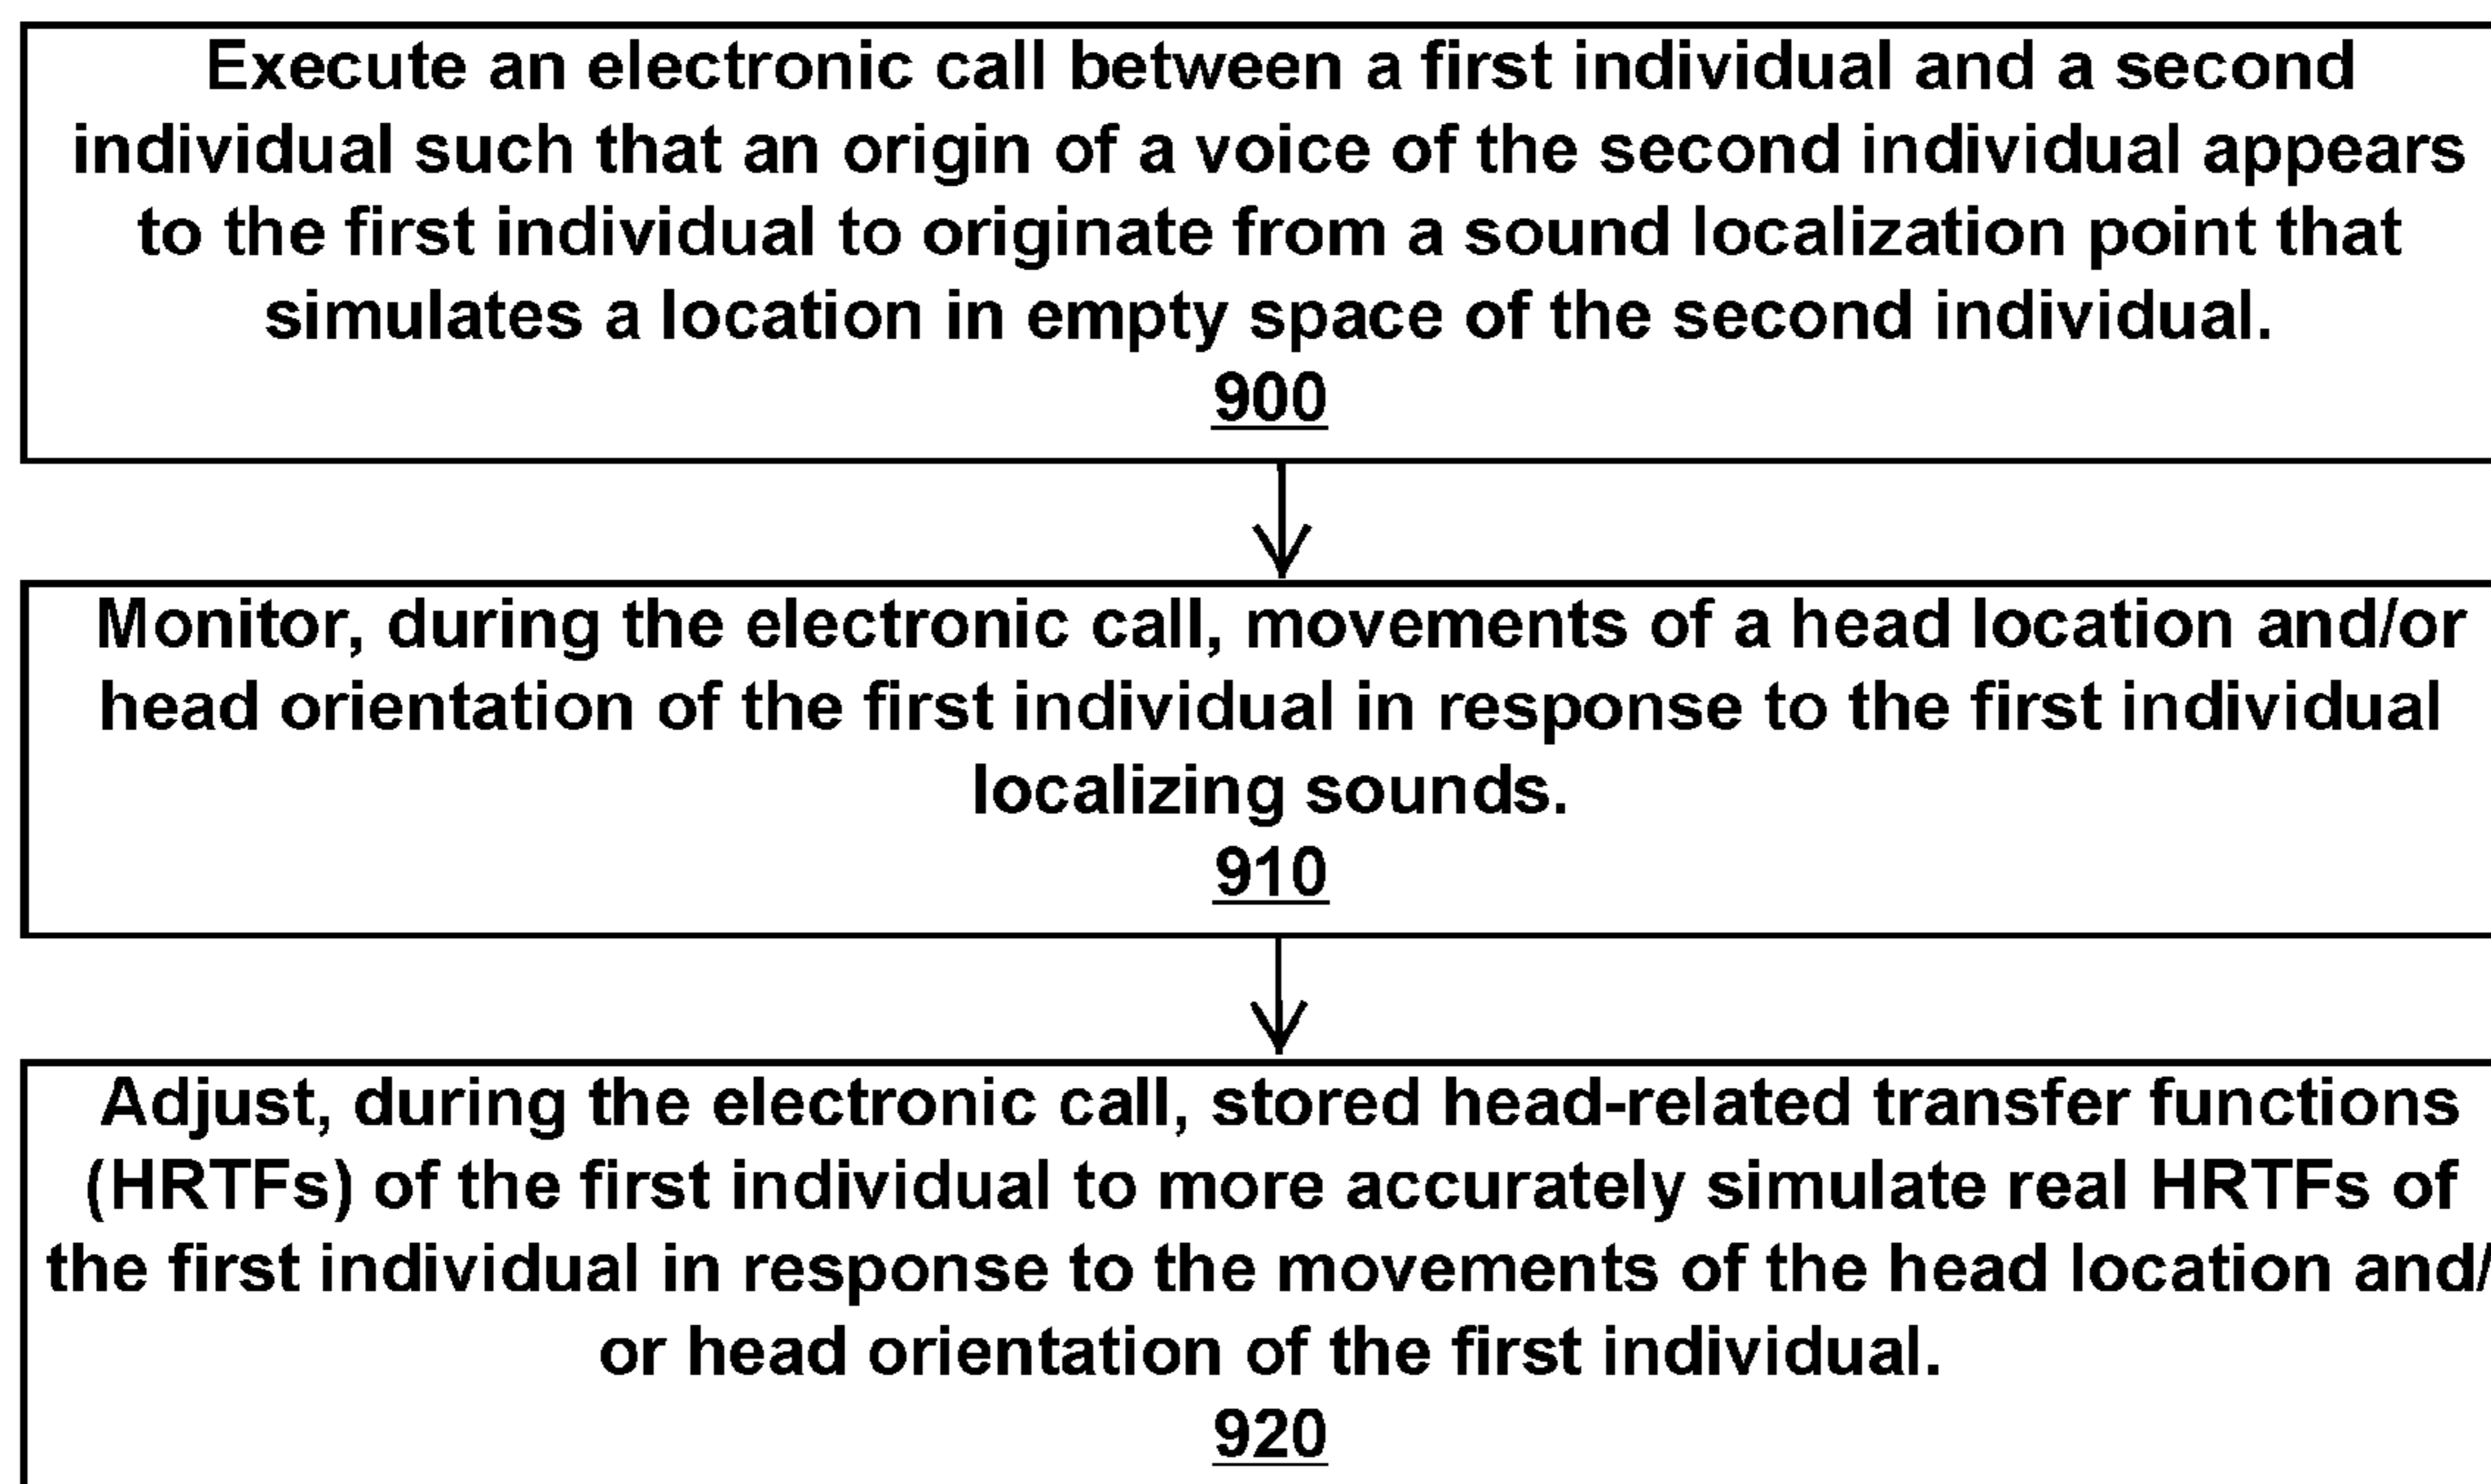 Execute an electronic call between a first individual and a second
individual such that an origin of a voice of the second individual appears
to the first individual to originate from a sound localization point that
simulates a location in empty space of the second individual.
900
Monitor, during the electronic call, movements of a head location and/or
head orientation of the first individual in response to the first individual
localizing sounds.
910
Adjust, during the electronic call, stored head-related transfer functions
(HRTFs) of the first individual to more accurately simulate real HRTFs of
the first individual in response to the movements of the head location and/
or head orientation of the first individual.
920